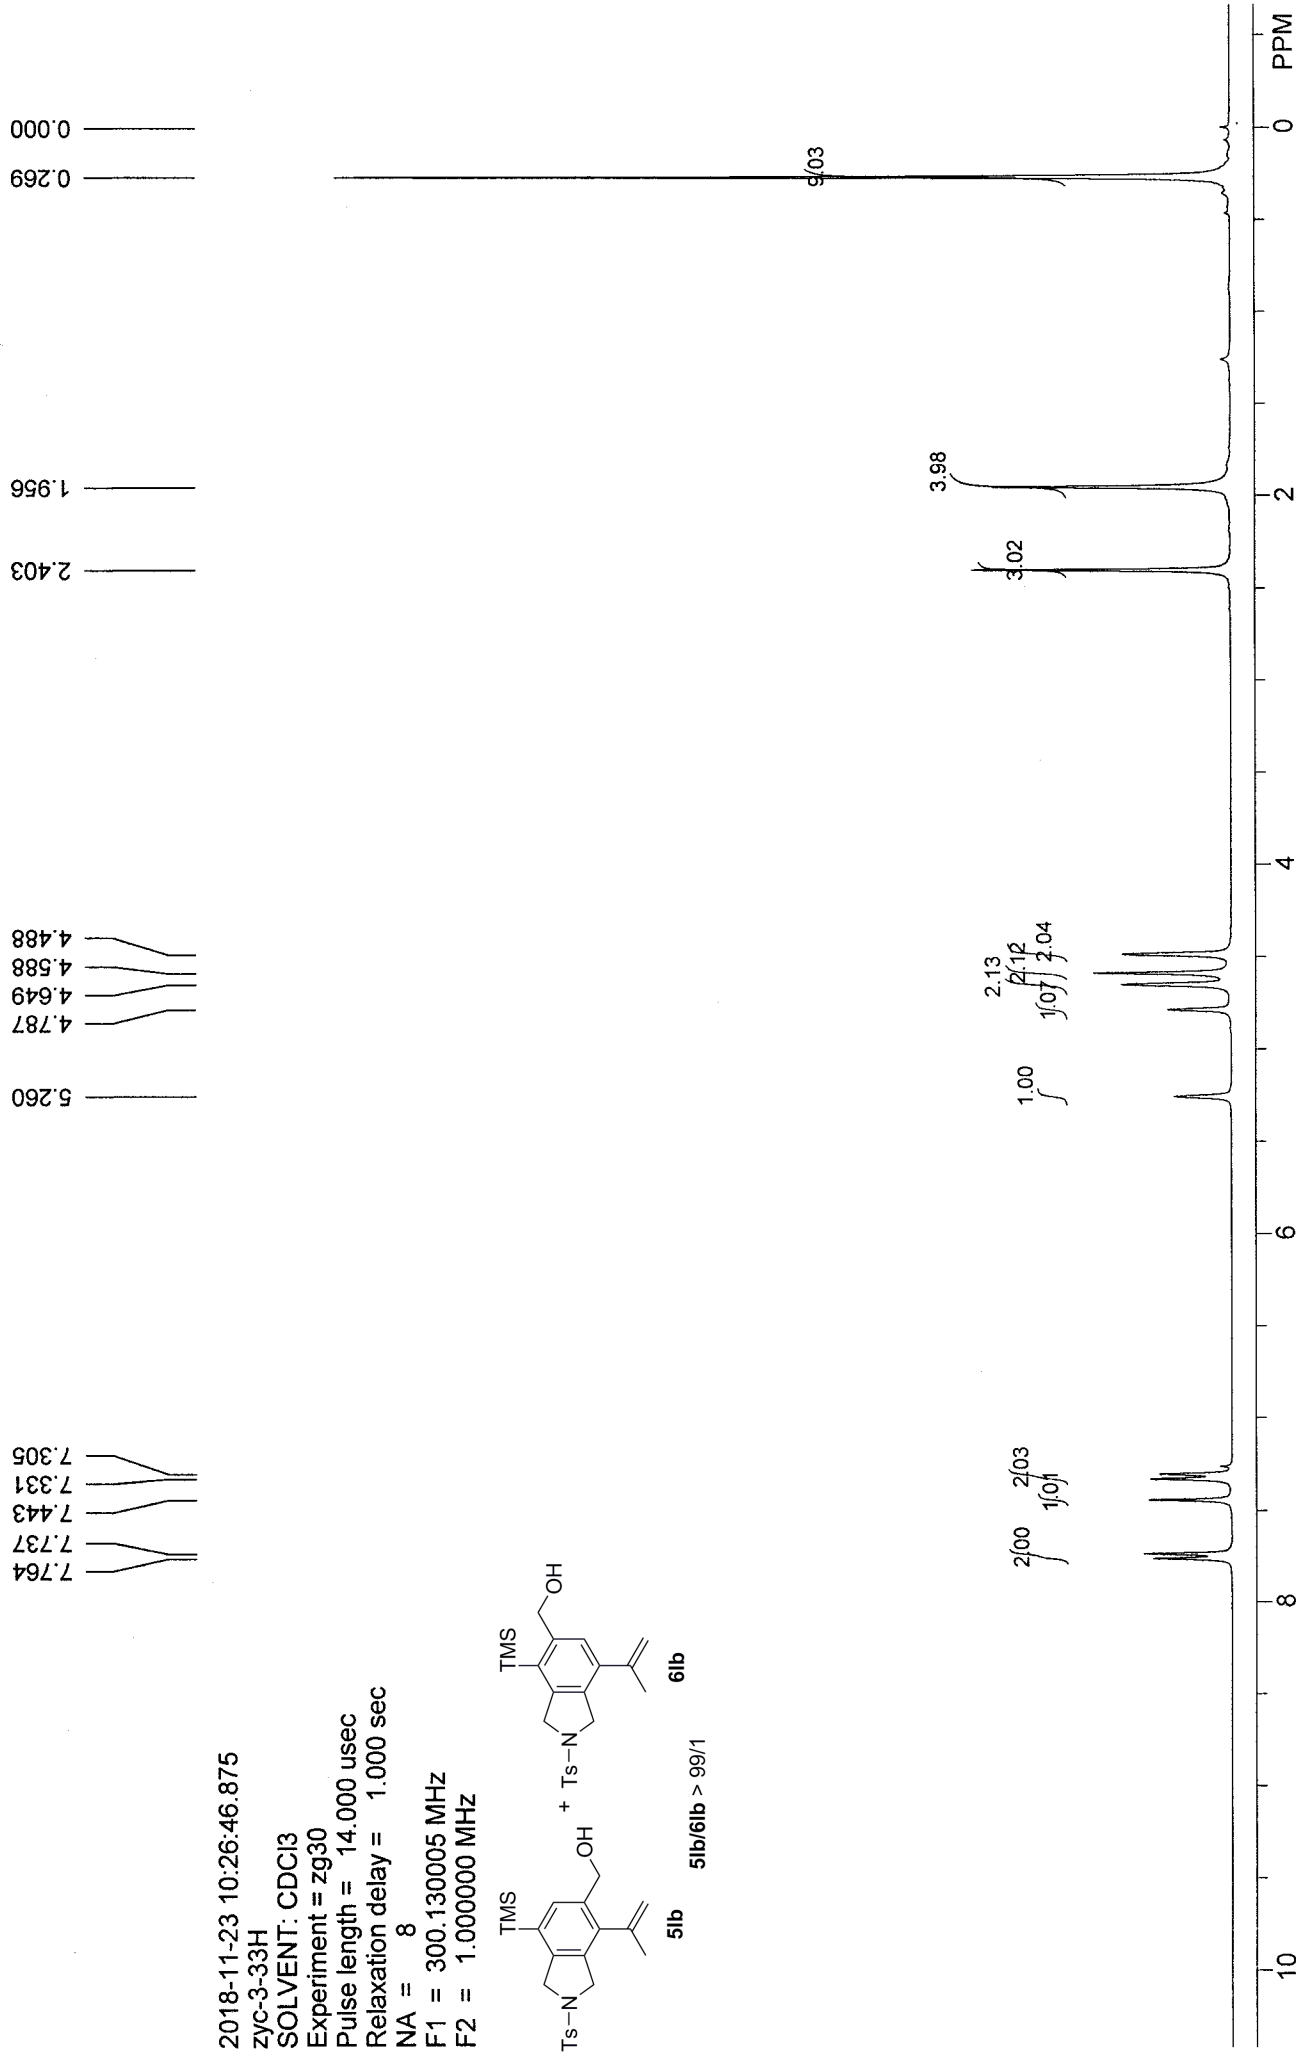 7.764
7.737
7.443
7.331
7.305
5.260
4.787
4.649
4.588
4.488
2.403
1.956
0.269
0.000
2018-11-23 10:26:46.875
zyc-3-33H
SOLVENT: CDCl3
Experiment = zg30
Pulse length = 14.000 usec
Relaxation delay = 1.000 sec
NA = 8
F1 = 300.130005 MHz
F2 = 1.000000 MHz
TMS
Ts-N
OH
5lb
+
TMS
Ts-N
OH
6lb
5lb/6lb > 99/1
2.00
1.01
2.03
1.00
1.07
2.13
2.12
2.04
3.02
3.98
9.03
10
8
6
4
2
0
PPM